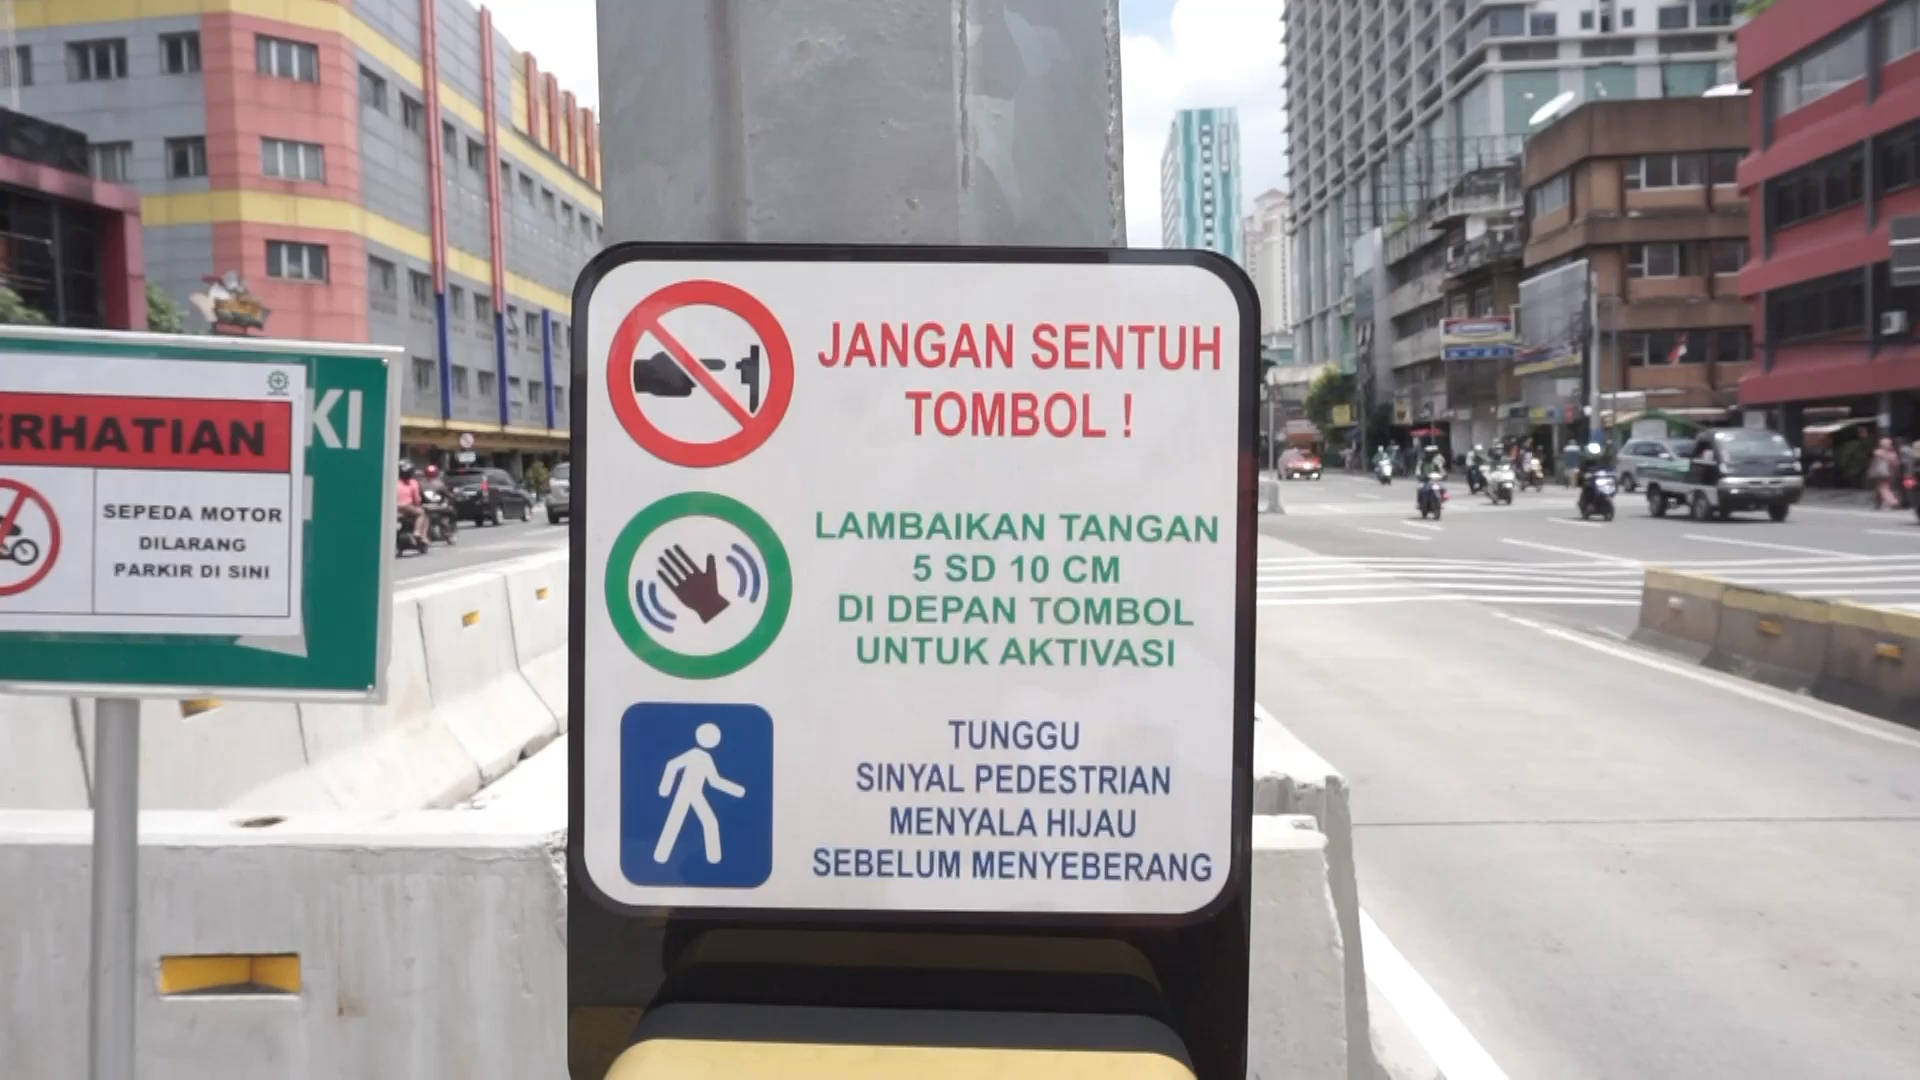 JANGAN SENTUH
TOMBOL !
LAMBAIKAN TANGAN
5 SD 10 CM
DI DEPAN TOMBOL
UNTUK AKTIVASI
TUNGGU
SINYAL PEDESTRIAN
MENYALA HIJAU
SEBELUM MENYEBERANG
ERHATIAN
KI
SEPEDA MOTOR
DILARANG
PARKIR DI SINI